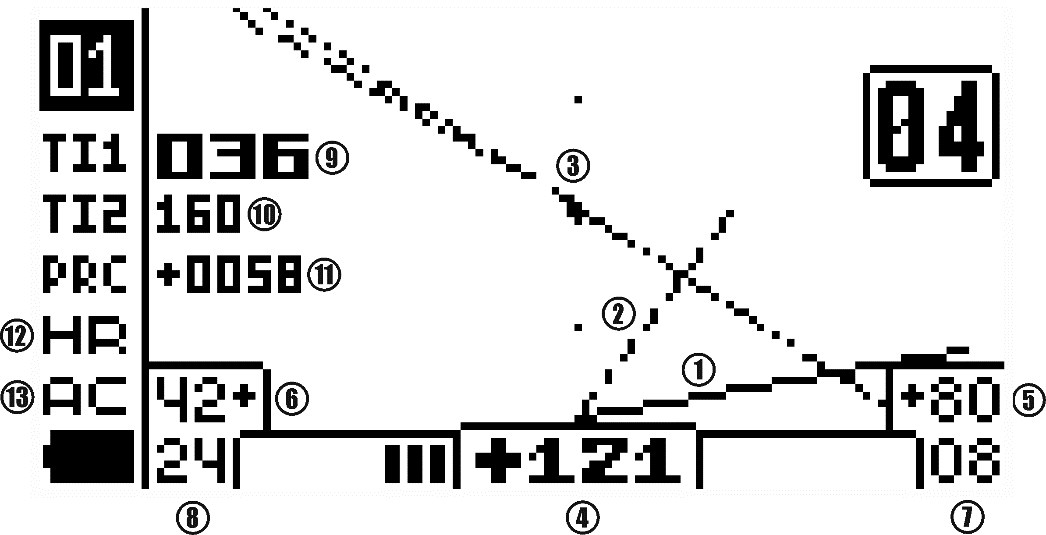 01 04
③
TI1 036 ⑨
TI2 160 ⑩
PRC +0058 ⑪
②
⑫ HR
①
⑬ AC 42+ ⑥ +80 ⑤
24 +121 08
⑧ ④ ⑦